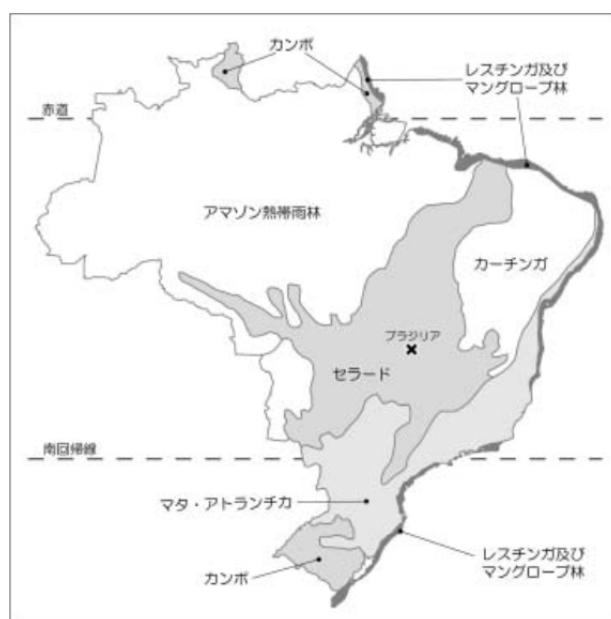 カンポ
レスチンガ及び
マングローブ林
赤道
アマゾン熱帯雨林
カーチンガ
ブラジリア
セラード
南回帰線
マタ・アトランチカ
カンポ
レスチンガ及び
マングローブ林